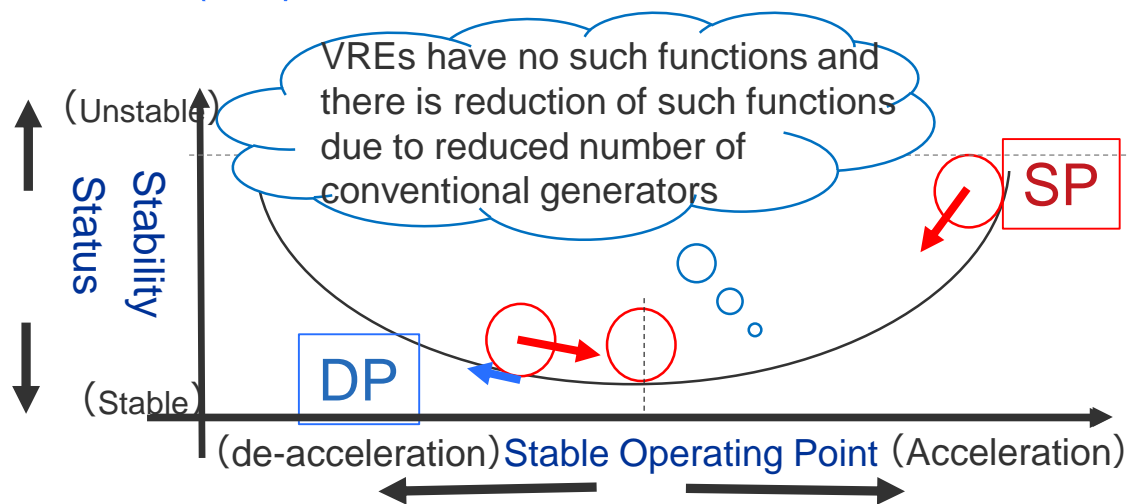 VREs have no such functions and
there is reduction of such functions
due to reduced number of
conventional generators
(Unstable)
Stability
Status
SP
DP
(Stable)
(de-acceleration) Stable Operating Point (Acceleration)